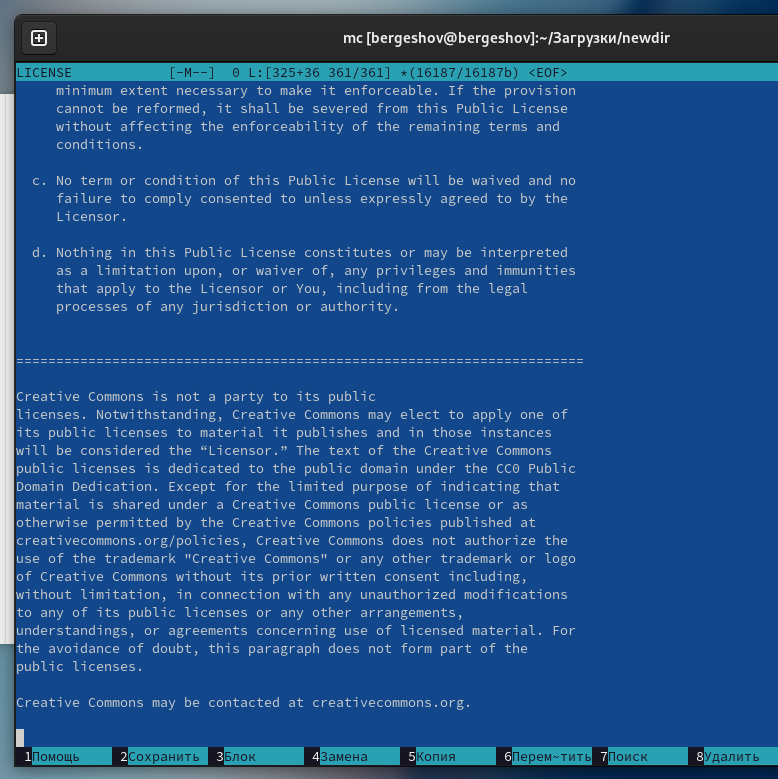 mc [bergeshov@bergeshov]:~/Загрузки/newdir
LICENSE            [-M--]  0 L:[325+36 361/361] *(16187/16187b) <EOF>
     minimum extent necessary to make it enforceable. If the provision
     cannot be reformed, it shall be severed from this Public License
     without affecting the enforceability of the remaining terms and
     conditions.

  c. No term or condition of this Public License will be waived and no
     failure to comply consented to unless expressly agreed to by the
     Licensor.

  d. Nothing in this Public License constitutes or may be interpreted
     as a limitation upon, or waiver of, any privileges and immunities
     that apply to the Licensor or You, including from the legal
     processes of any jurisdiction or authority.

=======================================================================

Creative Commons is not a party to its public
licenses. Notwithstanding, Creative Commons may elect to apply one of
its public licenses to material it publishes and in those instances
will be considered the “Licensor.” The text of the Creative Commons
public licenses is dedicated to the public domain under the CC0 Public
Domain Dedication. Except for the limited purpose of indicating that
material is shared under a Creative Commons public license or as
otherwise permitted by the Creative Commons policies published at
creativecommons.org/policies, Creative Commons does not authorize the
use of the trademark "Creative Commons" or any other trademark or logo
of Creative Commons without its prior written consent including,
without limitation, in connection with any unauthorized modifications
to any of its public licenses or any other arrangements,
understandings, or agreements concerning use of licensed material. For
the avoidance of doubt, this paragraph does not form part of the
public licenses.

Creative Commons may be contacted at creativecommons.org.

1Помощь 2Сохранить 3Блок 4Замена 5Копия 6Перем~тить 7Поиск 8Удалить